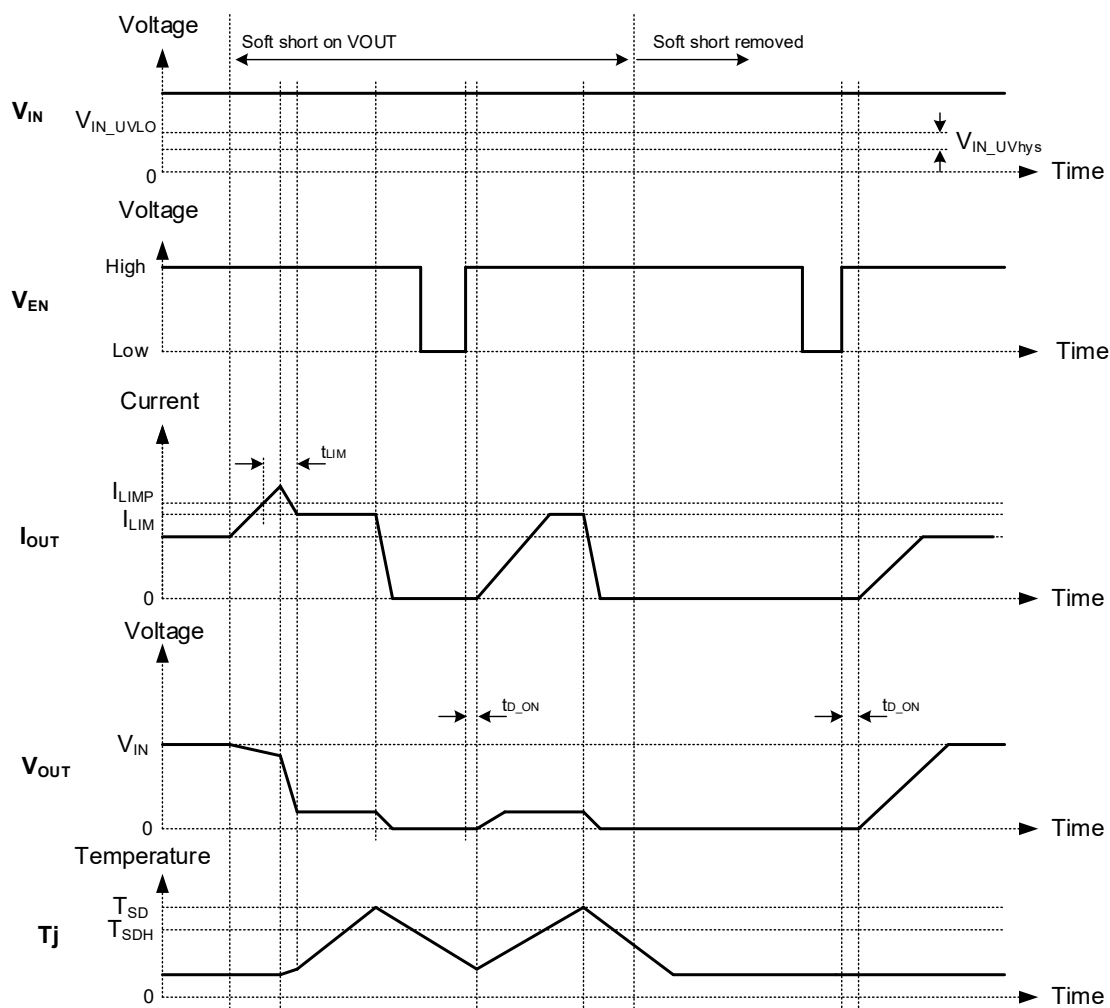 Voltage
Soft short on VOUT
Soft short removed
VIN
VIN_UVLO
VIN_UVhys
0
Time
Voltage
High
VEN
Low
Time
Current
tLIM
ILIMP
ILIM
IOUT
0
Time
Voltage
tD_ON
tD_ON
VIN
VOUT
0
Time
Temperature
TSD
TSDH
Tj
0
Time